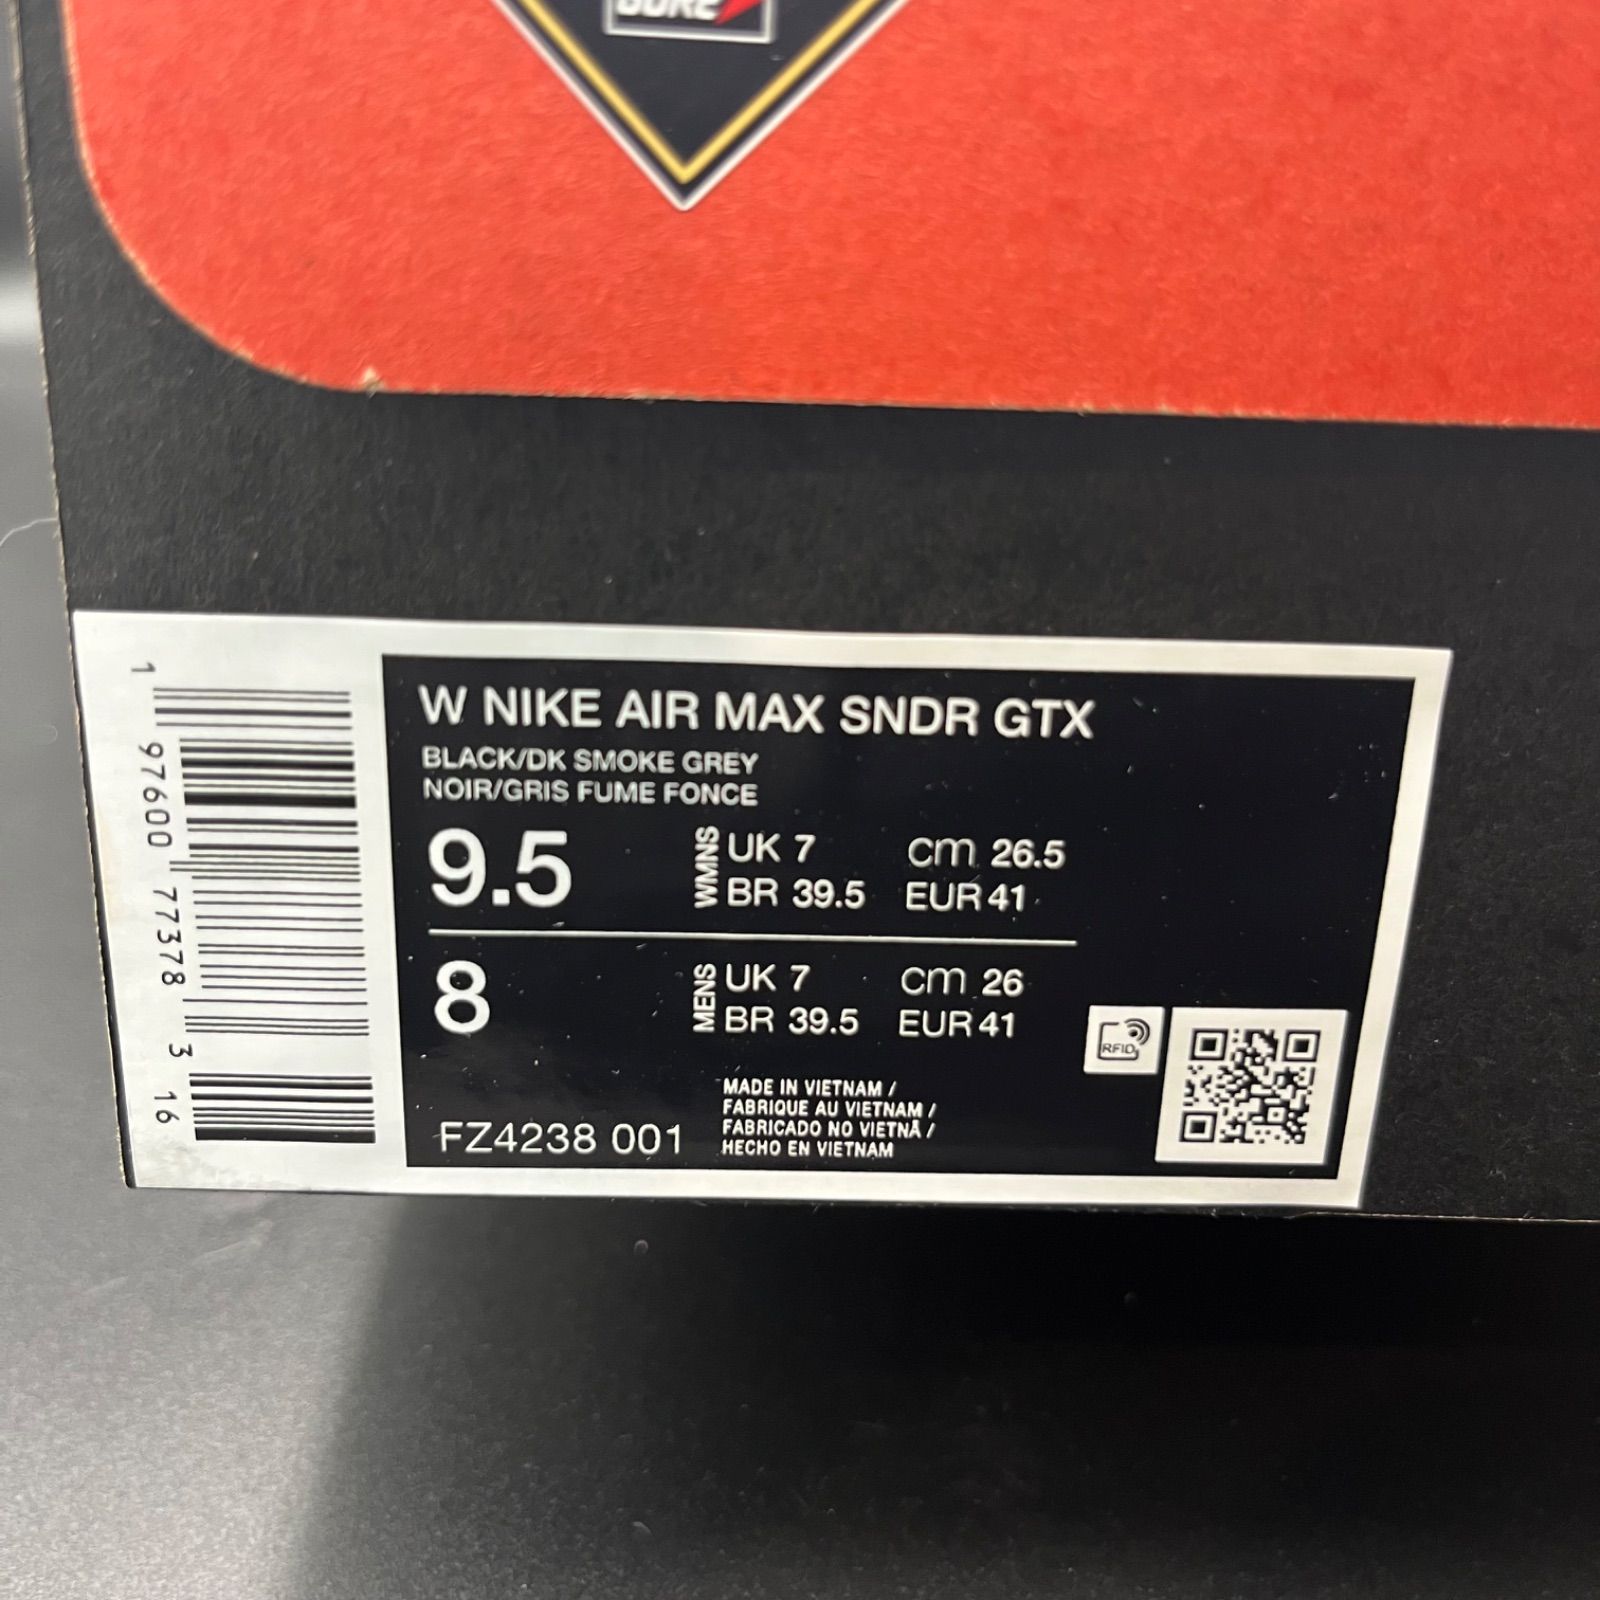 GORE
W NIKE AIR MAX SNDR GTX
BLACK/DK SMOKE GREY
NOIR/GRIS FUME FONCE
9.5 WMNS UK 7 cm 26.5
BR 39.5 EUR 41
8 MENS UK 7 cm 26
BR 39.5 EUR 41
RFID
FZ4238 001
MADE IN VIETNAM /
FABRIQUE AU VIETNAM /
FABRICADO NO VIETNÃ /
HECHO EN VIETNAM
1 97600 77378 3 16